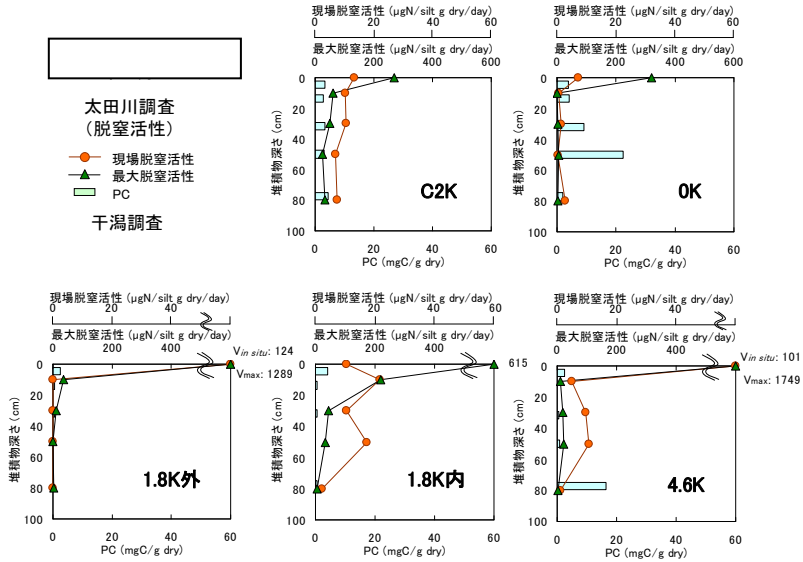 太田川調査
（脱窒活性）
現場脱窒活性
最大脱窒活性
PC
干潟調査
現場脱窒活性 (μgN/silt g dry/day)
0 20 40 60
最大脱窒活性 (μgN/silt g dry/day)
0 200 400 600
堆積物深さ(cm)
0
20
40
60
80
100
C2K
0 20 40 60
PC (mgC/g dry)
現場脱窒活性 (μgN/silt g dry/day)
0 20 40 60
最大脱窒活性 (μgN/silt g dry/day)
0 200 400 600
堆積物深さ(cm)
0
20
40
60
80
100
0K
0 20 40 60
PC (mgC/g dry)
現場脱窒活性 (μgN/silt g dry/day)
0 20 40
最大脱窒活性 (μgN/silt g dry/day)
0 200 400
Vin situ: 124
Vmax: 1289
堆積物深さ(cm)
0
20
40
60
80
100
1.8K外
0 20 40 60
PC (mgC/g dry)
現場脱窒活性 (μgN/silt g dry/day)
0 20 40 60
最大脱窒活性 (μgN/silt g dry/day)
0 200 400
615
堆積物深さ(cm)
0
20
40
60
80
100
1.8K内
0 20 40 60
PC (mgC/g dry)
現場脱窒活性 (μgN/silt g dry/day)
0 20 40
最大脱窒活性 (μgN/silt g dry/day)
0 200 400
Vin situ: 101
Vmax: 1749
堆積物深さ(cm)
0
20
40
60
80
100
4.6K
0 20 40 60
PC (mgC/g dry)